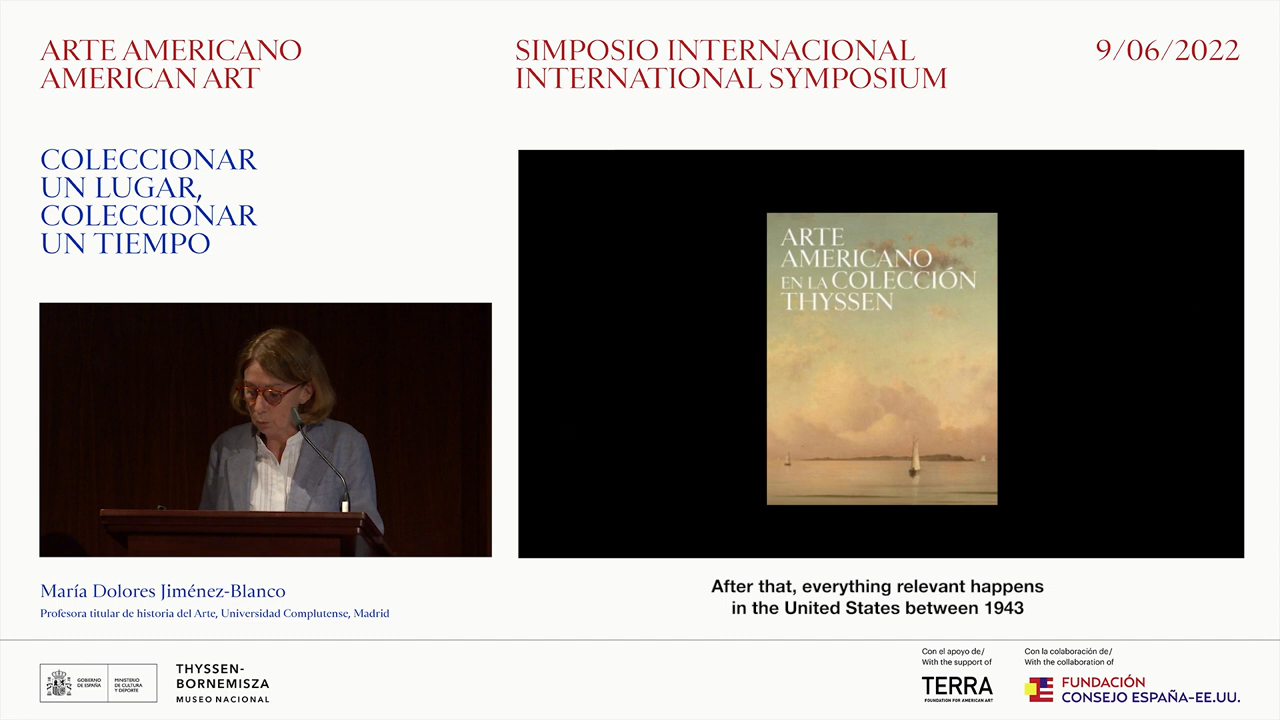 ARTE AMERICANO
AMERICAN ART
SIMPOSIO INTERNACIONAL
INTERNATIONAL SYMPOSIUM
9/06/2022
COLECCIONAR
UN LUGAR,
COLECCIONAR
UN TIEMPO
ARTE
AMERICANO
EN LA COLECCIÓN
THYSSEN
María Dolores Jiménez-Blanco
Profesora titular de historia del Arte, Universidad Complutense, Madrid
After that, everything relevant happens
in the United States between 1943
GOBIERNO
DE ESPAÑA
MINISTERIO
DE CULTURA
Y DEPORTE
THYSSEN-
BORNEMISZA
MUSEO NACIONAL
Con el apoyo de/
With the support of
TERRA
FOUNDATION FOR AMERICAN ART
Con la colaboración de/
With the collaboration of
FUNDACIÓN
CONSEJO ESPAÑA-EE.UU.